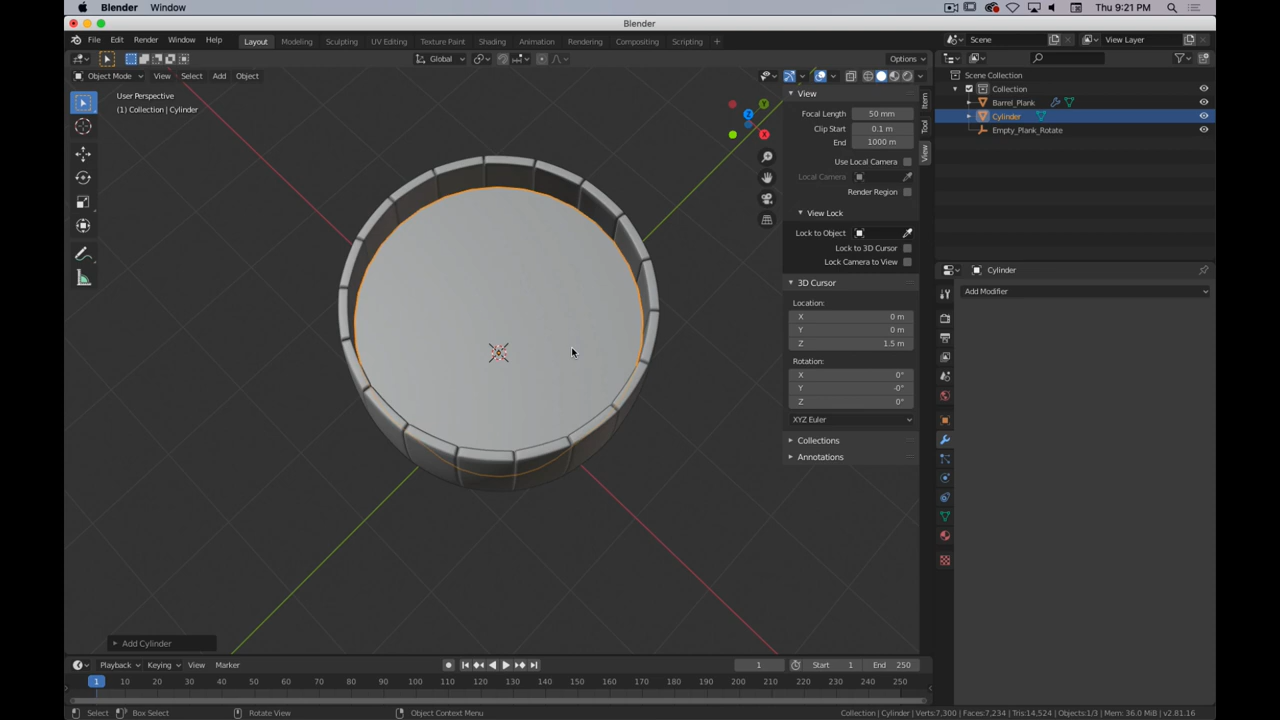 Blender Window
Thu 9:21 PM
Blender
File Edit Render Window Help
Layout Modeling Sculpting UV Editing Texture Paint Shading Animation Rendering Compositing Scripting +
Scene
View Layer
Global
Options
Object Mode View Select Add Object
User Perspective
(1) Collection | Cylinder
Z
Y
X
View
Focal Length 50 mm
Clip Start 0.1 m
End 1000 m
Use Local Camera
Local Camera
Render Region
View Lock
Lock to Object
Lock to 3D Cursor
Lock Camera to View
3D Cursor
Location:
X 0 m
Y 0 m
Z 1.5 m
Rotation:
X 0°
Y -0°
Z 0°
XYZ Euler
Collections
Annotations
Item
Tool
View
Scene Collection
Collection
Barrel_Plank
Cylinder
Empty_Plank_Rotate
Cylinder
Add Modifier
Add Cylinder
Playback Keying View Marker
1 Start 1 End 250
1 10 20 30 40 50 60 70 80 90 100 110 120 130 140 150 160 170 180 190 200 210 220 230 240 250
Select Box Select Rotate View Object Context Menu
Collection | Cylinder | Verts:7,300 | Faces:7,234 | Tris:14,524 | Objects:1/3 | Mem: 36.0 MiB | v2.81.16